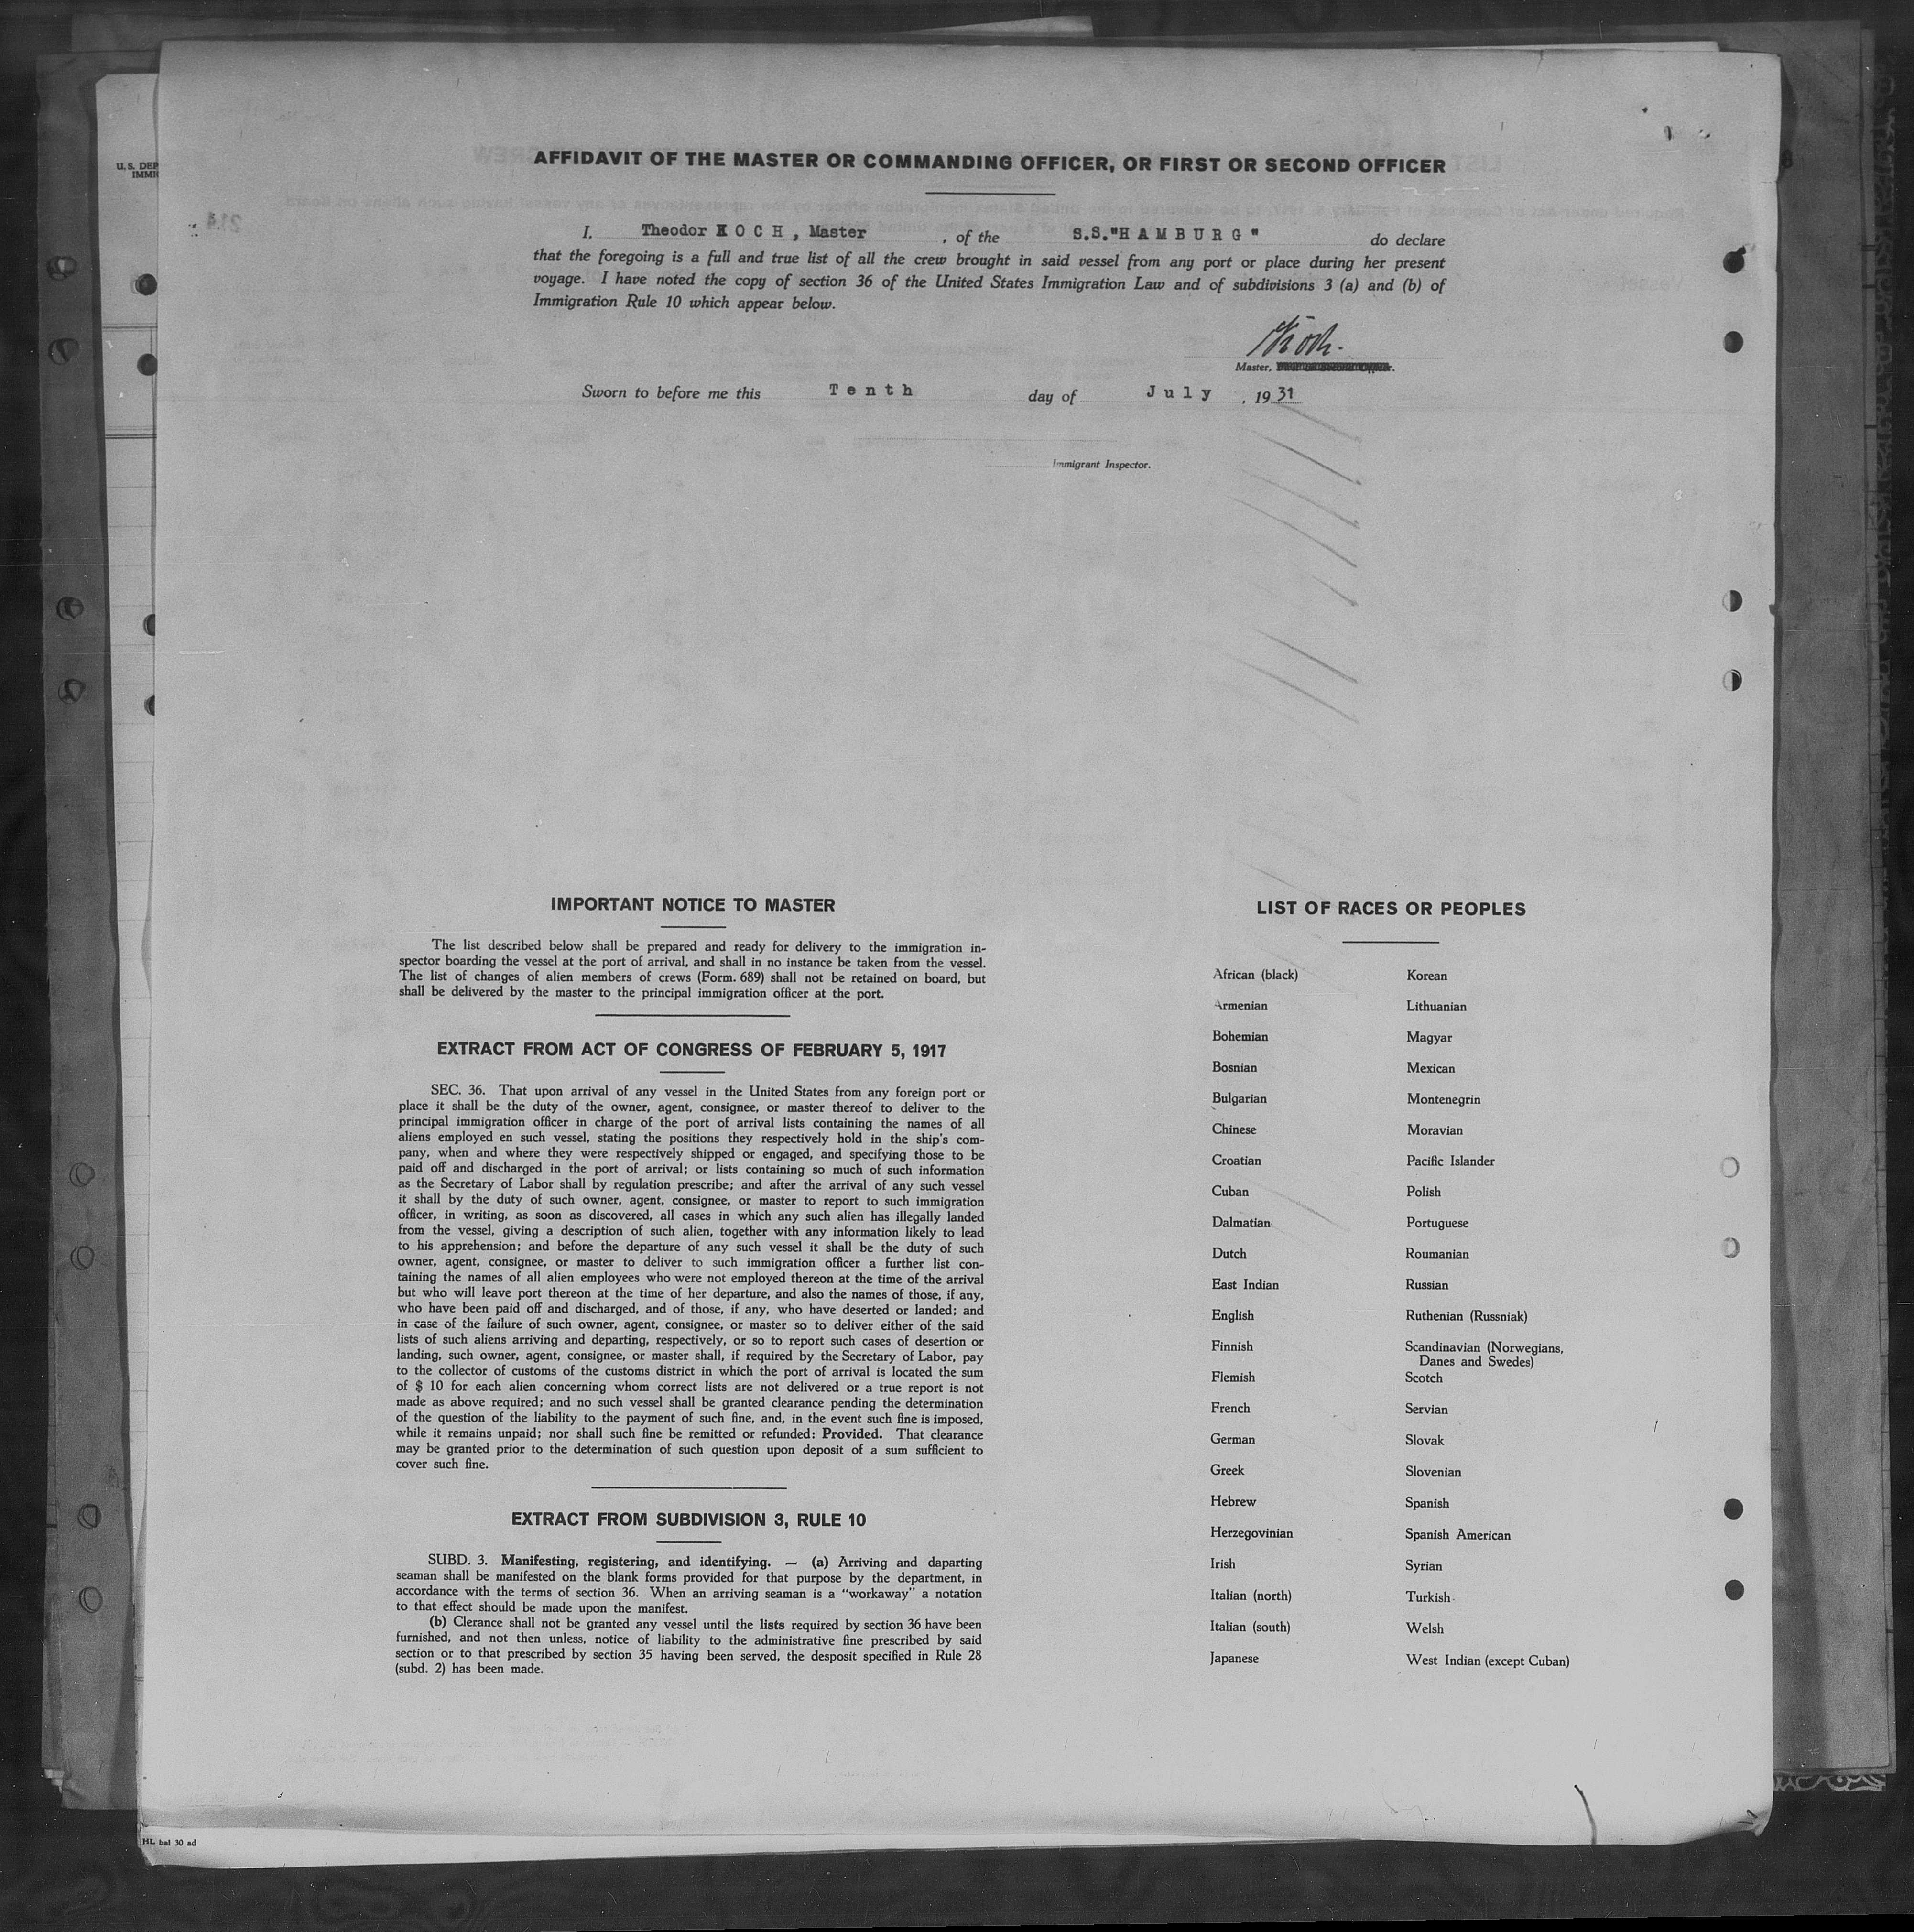 U.S. DEP
IMMI
AFFIDAVIT OF THE MASTER OR COMMANDING OFFICER, OR FIRST OR SECOND OFFICER
I, Theodor KOCH, Master, of the S.S."HAMBURG" do declare
that the foregoing is a full and true list of all the crew brought in said vessel from any port or place during her present
voyage. I have noted the copy of section 36 of the United States Immigration Law and of subdivisions 3 (a) and (b) of
Immigration Rule 10 which appear below.
Koch.
Master,
Sworn to before me this Tenth day of July, 1931
Immigrant Inspector.
IMPORTANT NOTICE TO MASTER
The list described below shall be prepared and ready for delivery to the immigration in-
spector boarding the vessel at the port of arrival, and shall in no instance be taken from the vessel.
The list of changes of alien members of crews (Form. 689) shall not be retained on board, but
shall be delivered by the master to the principal immigration officer at the port.
EXTRACT FROM ACT OF CONGRESS OF FEBRUARY 5, 1917
SEC. 36. That upon arrival of any vessel in the United States from any foreign port or
place it shall be the duty of the owner, agent, consignee, or master thereof to deliver to the
principal immigration officer in charge of the port of arrival lists containing the names of all
aliens employed en such vessel, stating the positions they respectively hold in the ship's com-
pany, when and where they were respectively shipped or engaged, and specifying those to be
paid off and discharged in the port of arrival; or lists containing so much of such information
as the Secretary of Labor shall by regulation prescribe; and after the arrival of any such vessel
it shall by the duty of such owner, agent, consignee, or master to report to such immigration
officer, in writing, as soon as discovered, all cases in which any such alien has illegally landed
from the vessel, giving a description of such alien, together with any information likely to lead
to his apprehension; and before the departure of any such vessel it shall be the duty of such
owner, agent, consignee, or master to deliver to such immigration officer a further list con-
taining the names of all alien employees who were not employed thereon at the time of the arrival
but who will leave port thereon at the time of her departure, and also the names of those, if any,
who have been paid off and discharged, and of those, if any, who have deserted or landed; and
in case of the failure of such owner, agent, consignee, or master so to deliver either of the said
lists of such aliens arriving and departing, respectively, or so to report such cases of desertion or
landing, such owner, agent, consignee, or master shall, if required by the Secretary of Labor, pay
to the collector of customs of the customs district in which the port of arrival is located the sum
of $ 10 for each alien concerning whom correct lists are not delivered or a true report is not
made as above required; and no such vessel shall be granted clearance pending the determination
of the question of the liability to the payment of such fine, and, in the event such fine is imposed,
while it remains unpaid; nor shall such fine be remitted or refunded: Provided. That clearance
may be granted prior to the determination of such question upon deposit of a sum sufficient to
cover such fine.
EXTRACT FROM SUBDIVISION 3, RULE 10
SUBD. 3. Manifesting, registering, and identifying. — (a) Arriving and daparting
seaman shall be manifested on the blank forms provided for that purpose by the department, in
accordance with the terms of section 36. When an arriving seaman is a "workaway" a notation
to that effect should be made upon the manifest.
(b) Clerance shall not be granted any vessel until the lists required by section 36 have been
furnished, and not then unless, notice of liability to the administrative fine prescribed by said
section or to that prescribed by section 35 having been served, the desposit specified in Rule 28
(subd. 2) has been made.
LIST OF RACES OR PEOPLES
African (black)
Armenian
Bohemian
Bosnian
Bulgarian
Chinese
Croatian
Cuban
Dalmatian
Dutch
East Indian
English
Finnish
Flemish
French
German
Greek
Hebrew
Herzegovinian
Irish
Italian (north)
Italian (south)
Japanese
Korean
Lithuanian
Magyar
Mexican
Montenegrin
Moravian
Pacific Islander
Polish
Portuguese
Roumanian
Russian
Ruthenian (Russniak)
Scandinavian (Norwegians,
Danes and Swedes)
Scotch
Servian
Slovak
Slovenian
Spanish
Spanish American
Syrian
Turkish
Welsh
West Indian (except Cuban)
HL bal 30 ad